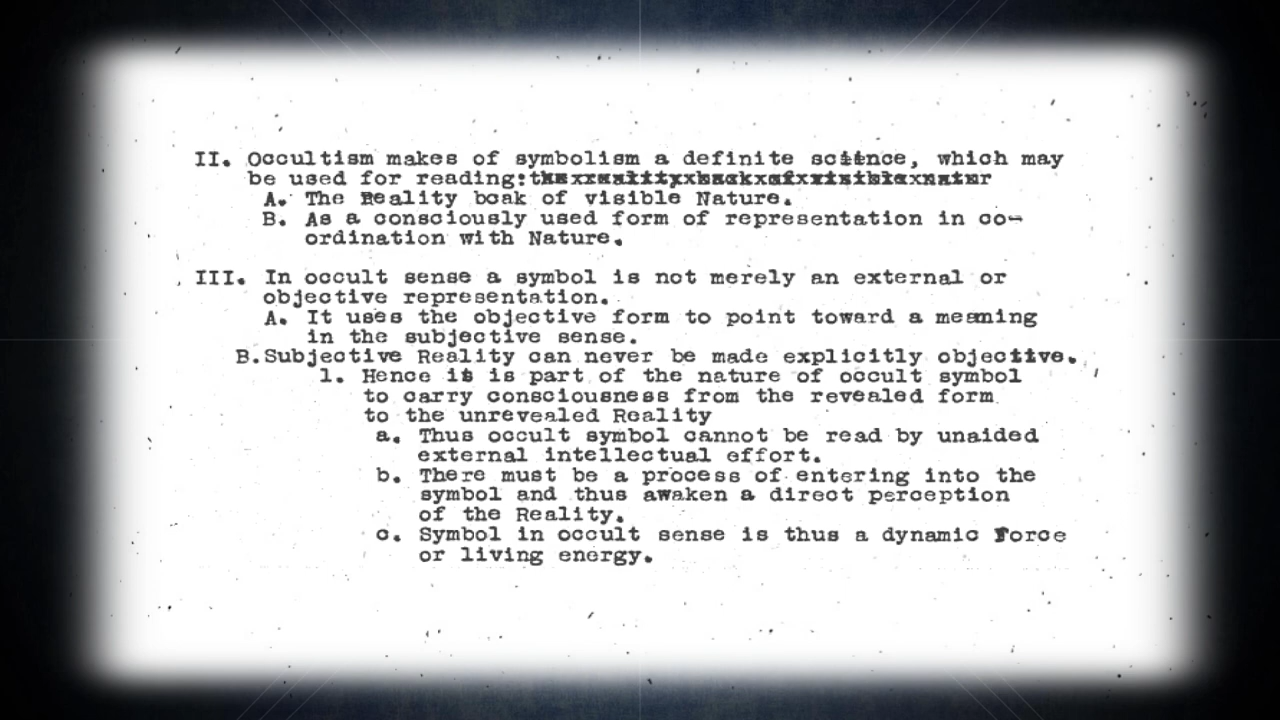 II. Occultism makes of symbolism a definite science, which may
be used for reading:
A. The Reality boak of visible Nature.
B. As a consciously used form of representation in co-
ordination with Nature.
III. In occult sense a symbol is not merely an external or
objective representation.
A. It uses the objective form to point toward a meaning
in the subjective sense.
B.Subjective Reality can never be made explicitly objective.
1. Hence it is part of the nature of occult symbol
to carry consciousness from the revealed form
to the unrevealed Reality
a. Thus occult symbol cannot be read by unaided
external intellectual effort.
b. There must be a process of entering into the
symbol and thus awaken a direct perception
of the Reality.
c. Symbol in occult sense is thus a dynamic Force
or living energy.